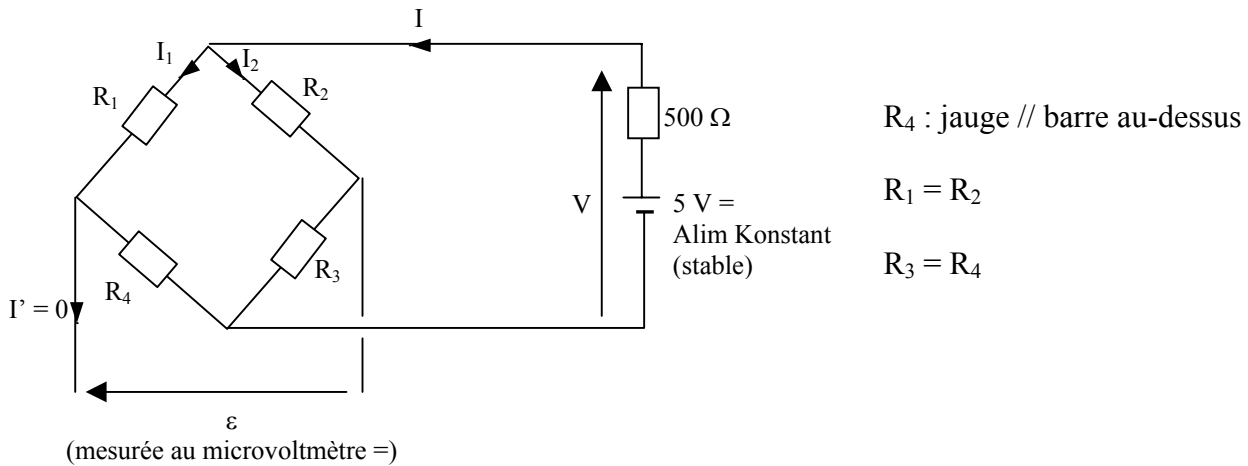 I
I₁
I₂
R₁
R₂
500 Ω
R₄ : jauge // barre au-dessus
R₁ = R₂
V
5 V =
Alim Konstant
(stable)
R₃ = R₄
R₄
R₃
I’ = 0
ε
(mesurée au microvoltmètre =)